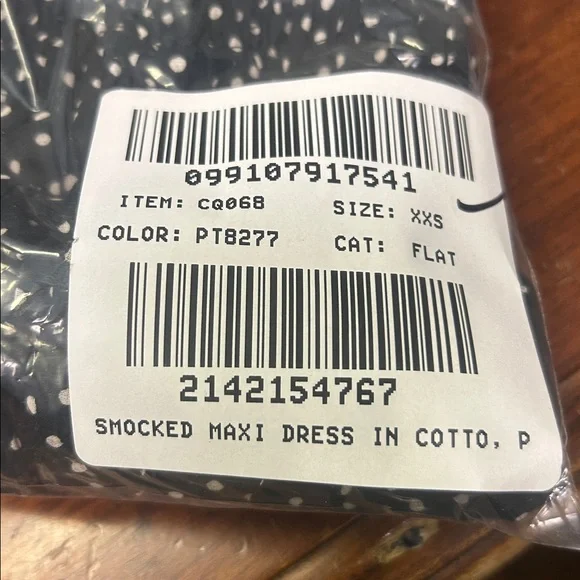 099107917541
ITEM: CQ068 SIZE: XXS
COLOR: PT8277 CAT: FLAT
2142154767
SMOCKED MAXI DRESS IN COTTO, P